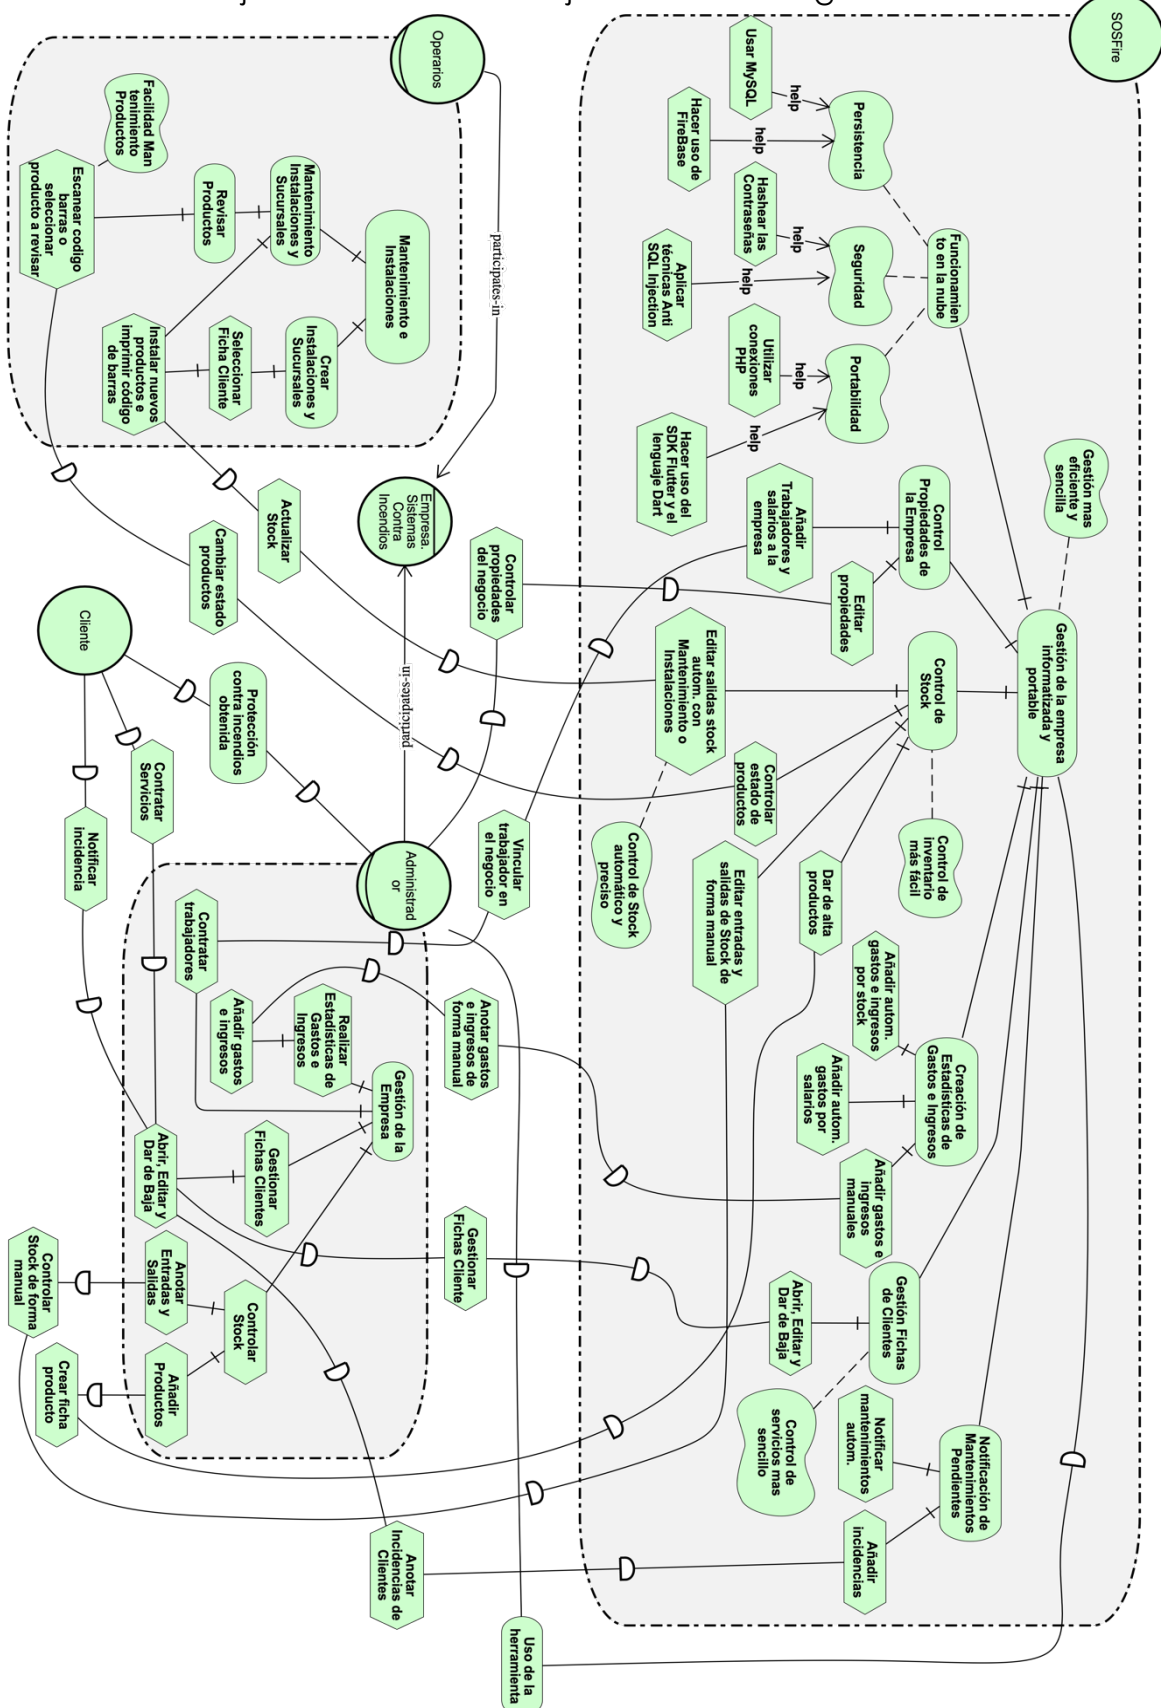 SOSFire
Gestión mas
eficiente y
sencilla
Gestión de la empresa
informatizada y
portable
Funcionamien
to en la nube
Control
Propiedades de
la Empresa
Control de
Stock
Control de
inventario
más fácil
Creación de
Estadísticas de
Gastos e Ingresos
Gestión Fichas
de Clientes
Notificación de
Mantenimientos
Pendientes
Persistencia
Seguridad
Portabilidad
Añadir autom.
gastos e ingresos
por stock
Añadir autom.
gastos por
salarios
Añadir gastos e
ingresos
manuales
Notificar
mantenimientos
autom.
Añadir
incidencias
Editar
propiedades
Dar de alta
productos
Abrir, Editar y
Dar de Baja
Control de
servicios mas
sencillo
help
help
help
help
help
help
Usar MySQL
Hacer uso de
FireBase
Hashear las
Contraseñas
Aplicar
técnicas Anti
SQL Injection
Utilizar
conexiones
PHP
Hacer uso del
SDK Flutter y el
lenguaje Dart
Añadir
Trabajadores y
salarios a la
empresa
Editar salidas stock
autom. con
Mantenimiento o
Instalaciones
Controlar
estado de
productos
Editar entradas y
salidas de Stock de
forma manual
Control de Stock
automático y
preciso
Operarios
participates-in
Empresa.
Sistemas
Contra
Incendios
Controlar
propiedades
del negocio
participates-in
Vincular
trabajador en
el negocio
Administrad
or
Anotar gastos
e ingresos de
forma manual
Gestionar
Fichas Cliente
Uso de la
herramienta
Anotar
Incidencias de
Clientes
Mantenimiento e
Instalaciones
Mantenimiento
Instalaciones y
Sucursales
Crear
Instalaciones y
Sucursales
Revisar
Productos
Seleccionar
Ficha Cliente
Facilidad Man
tenimiento
Productos
Escanear codigo
barras o
seleccionar
producto a revisar
Instalar nuevos
productos e
imprimir código
de barras
Actualizar
Stock
Cambiar estado
productos
Protección
contra incendios
obtenida
Cliente
Contratar
Servicios
Notificar
incidencia
Gestión de la
Empresa
Realizar
Estadísticas de
Gastos e
Ingresos
Contratar
trabajadores
Añadir gastos
e ingresos
Gestionar
Fichas Clientes
Abrir, Editar y
Dar de Baja
Controlar
Stock
Anotar
Entradas y
Salidas
Añadir
Productos
Controlar
Stock de forma
manual
Crear ficha
producto